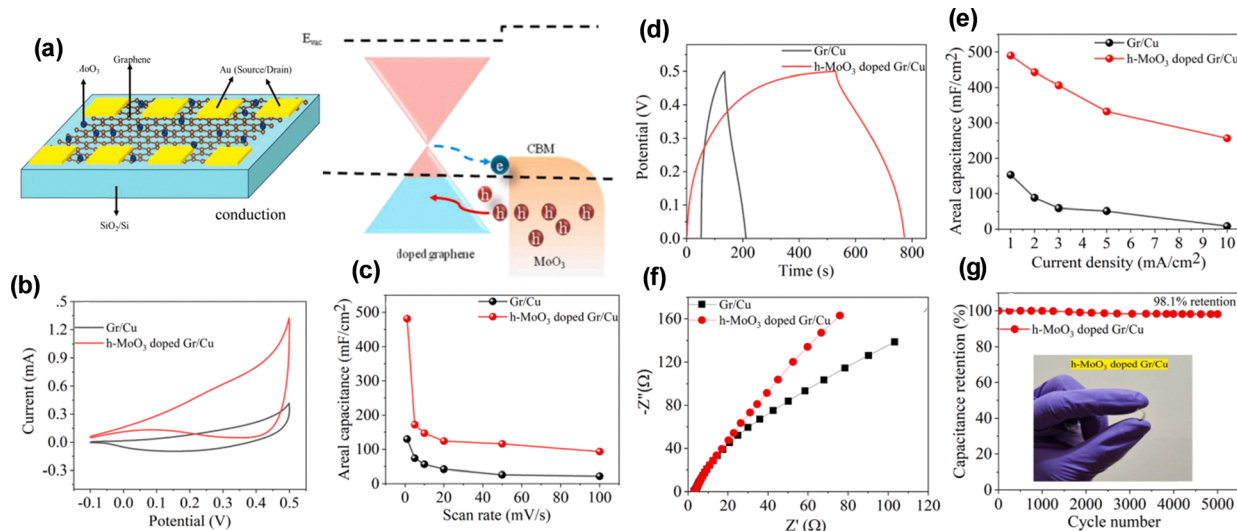 (a)
MoO3
Graphene
Au (Source/Drain)
SiO2/Si
conduction
Evac
CBM
e
h
h
h h h h
h h
h
doped graphene
MoO3
(b)
Gr/Cu
h-MoO3 doped Gr/Cu
.5
1.2
0.9
0.6
0.3
0.0
-0.3
Current (mA)
-0.1 0.0 0.1 0.2 0.3 0.4 0.5
Potential (V)
(c)
Gr/Cu
h-MoO3 doped Gr/Cu
500
400
300
200
100
0
Areal capacitance (mF/cm2)
0 20 40 60 80 100
Scan rate (mV/s)
(d)
Gr/Cu
h-MoO3 doped Gr/Cu
0.5
0.4
0.3
0.2
0.1
0.0
Potential (V)
0 200 400 600 800
Time (s)
(e)
Gr/Cu
h-MoO3 doped Gr/Cu
500
400
300
200
100
0
Areal capacitance (mF/cm2)
1 2 3 4 5 6 7 8 9 10
Current density (mA/cm2)
(f)
Gr/Cu
h-MoO3 doped Gr/Cu
160
120
80
40
0
-Z"(Ω)
0 20 40 60 80 100 120
Z' (Ω)
(g)
98.1% retention
h-MoO3 doped Gr/Cu
h-MoO3 doped Gr/Cu
100
80
60
40
20
0
Capacitance retention (%)
0 1000 2000 3000 4000 5000
Cycle number